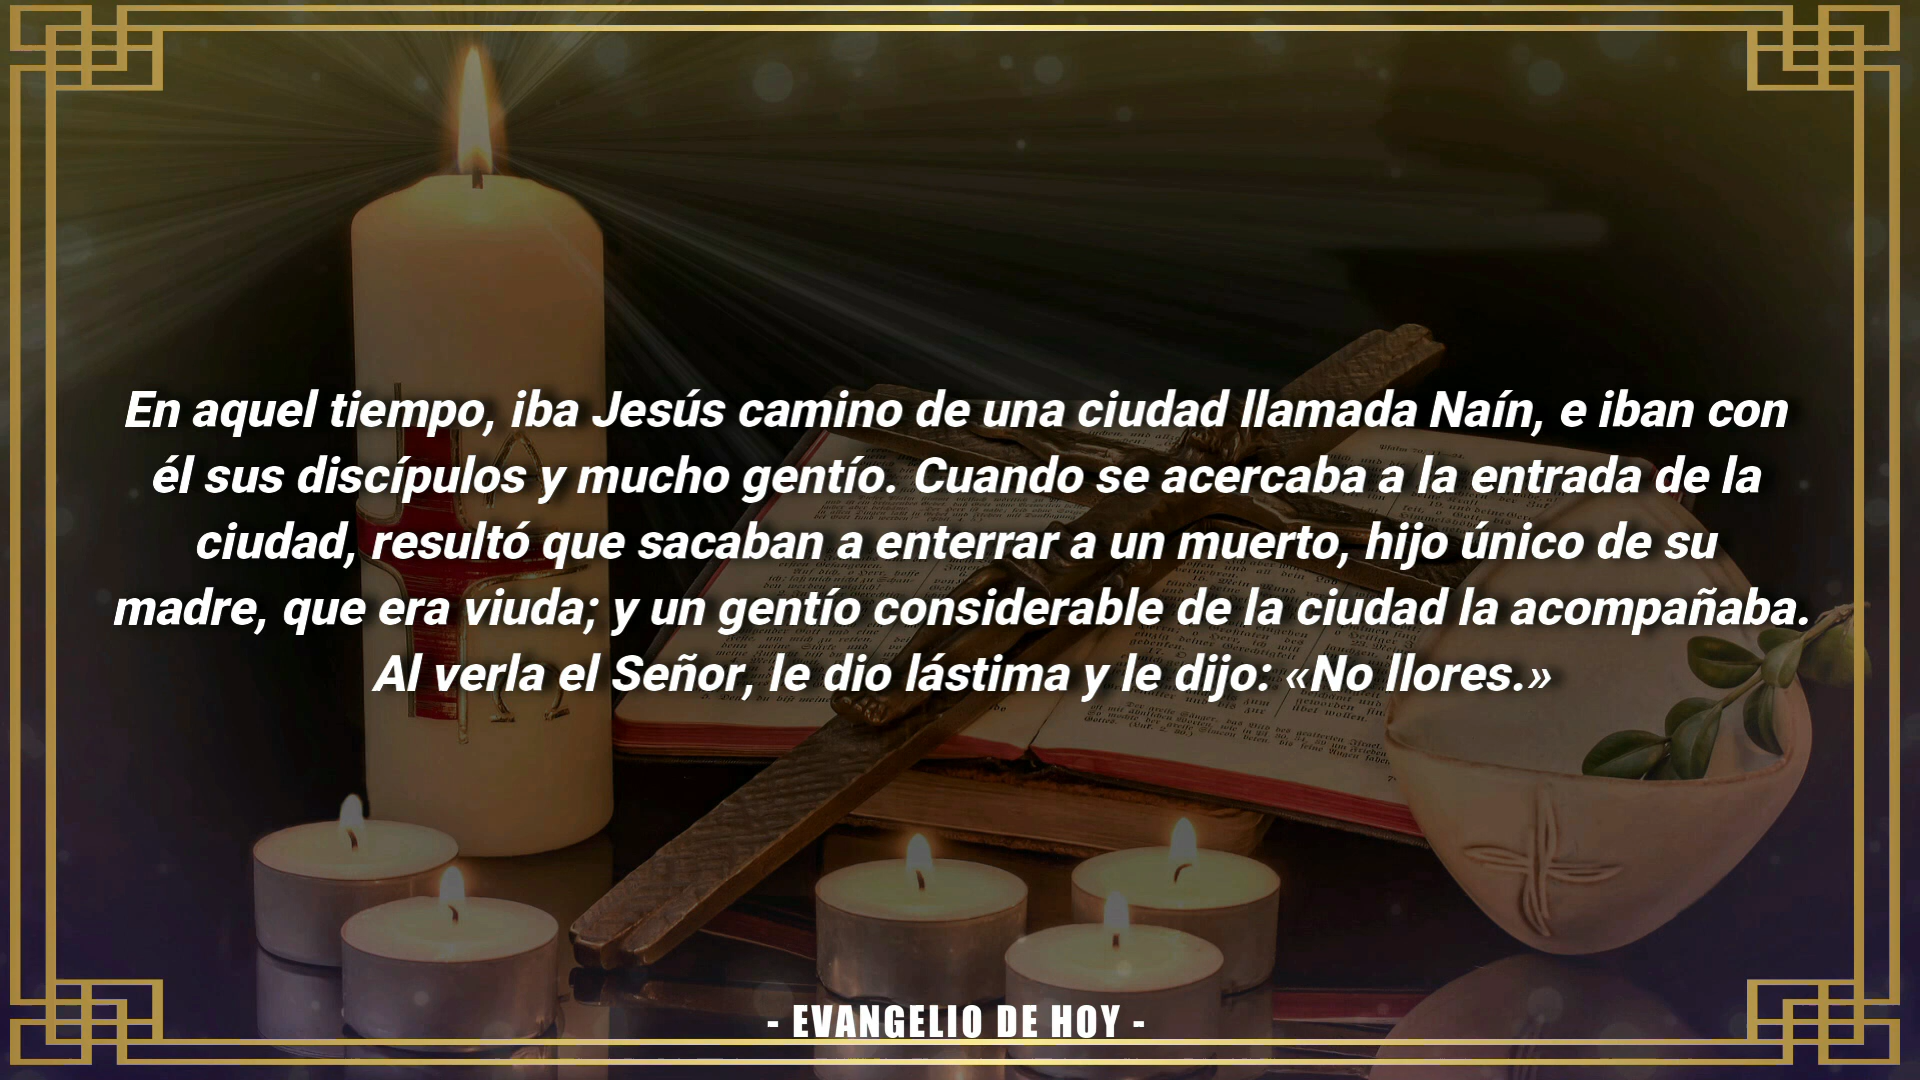 En aquel tiempo, iba Jesús camino de una ciudad llamada Naín, e iban con
él sus discípulos y mucho gentío. Cuando se acercaba a la entrada de la
ciudad, resultó que sacaban a enterrar a un muerto, hijo único de su
madre, que era viuda; y un gentío considerable de la ciudad la acompañaba.
Al verla el Señor, le dio lástima y le dijo: «No llores.»
- EVANGELIO DE HOY -